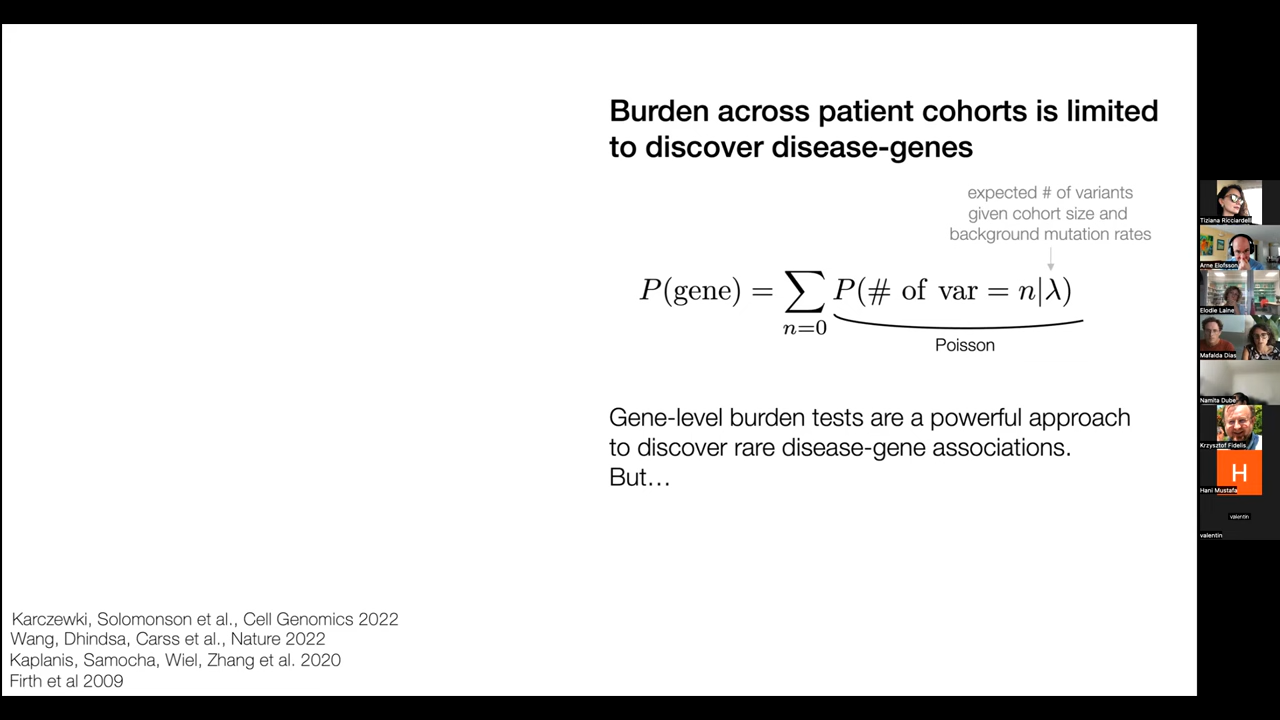 Burden across patient cohorts is limited
to discover disease-genes
expected # of variants
given cohort size and
background mutation rates
P(gene) = ∑ P(# of var = n|λ)
n=0
Poisson
Gene-level burden tests are a powerful approach
to discover rare disease-gene associations.
But…
Karczewki, Solomonson et al., Cell Genomics 2022
Wang, Dhindsa, Carss et al., Nature 2022
Kaplanis, Samocha, Wiel, Zhang et al. 2020
Firth et al 2009
Tiziana Ricciardelli
Arne Elofsson
Elodie Laine
Mafalda Dias
Namita Dube
Krzysztof Fidelis
H
Hani Mustafa
valentin
valentin